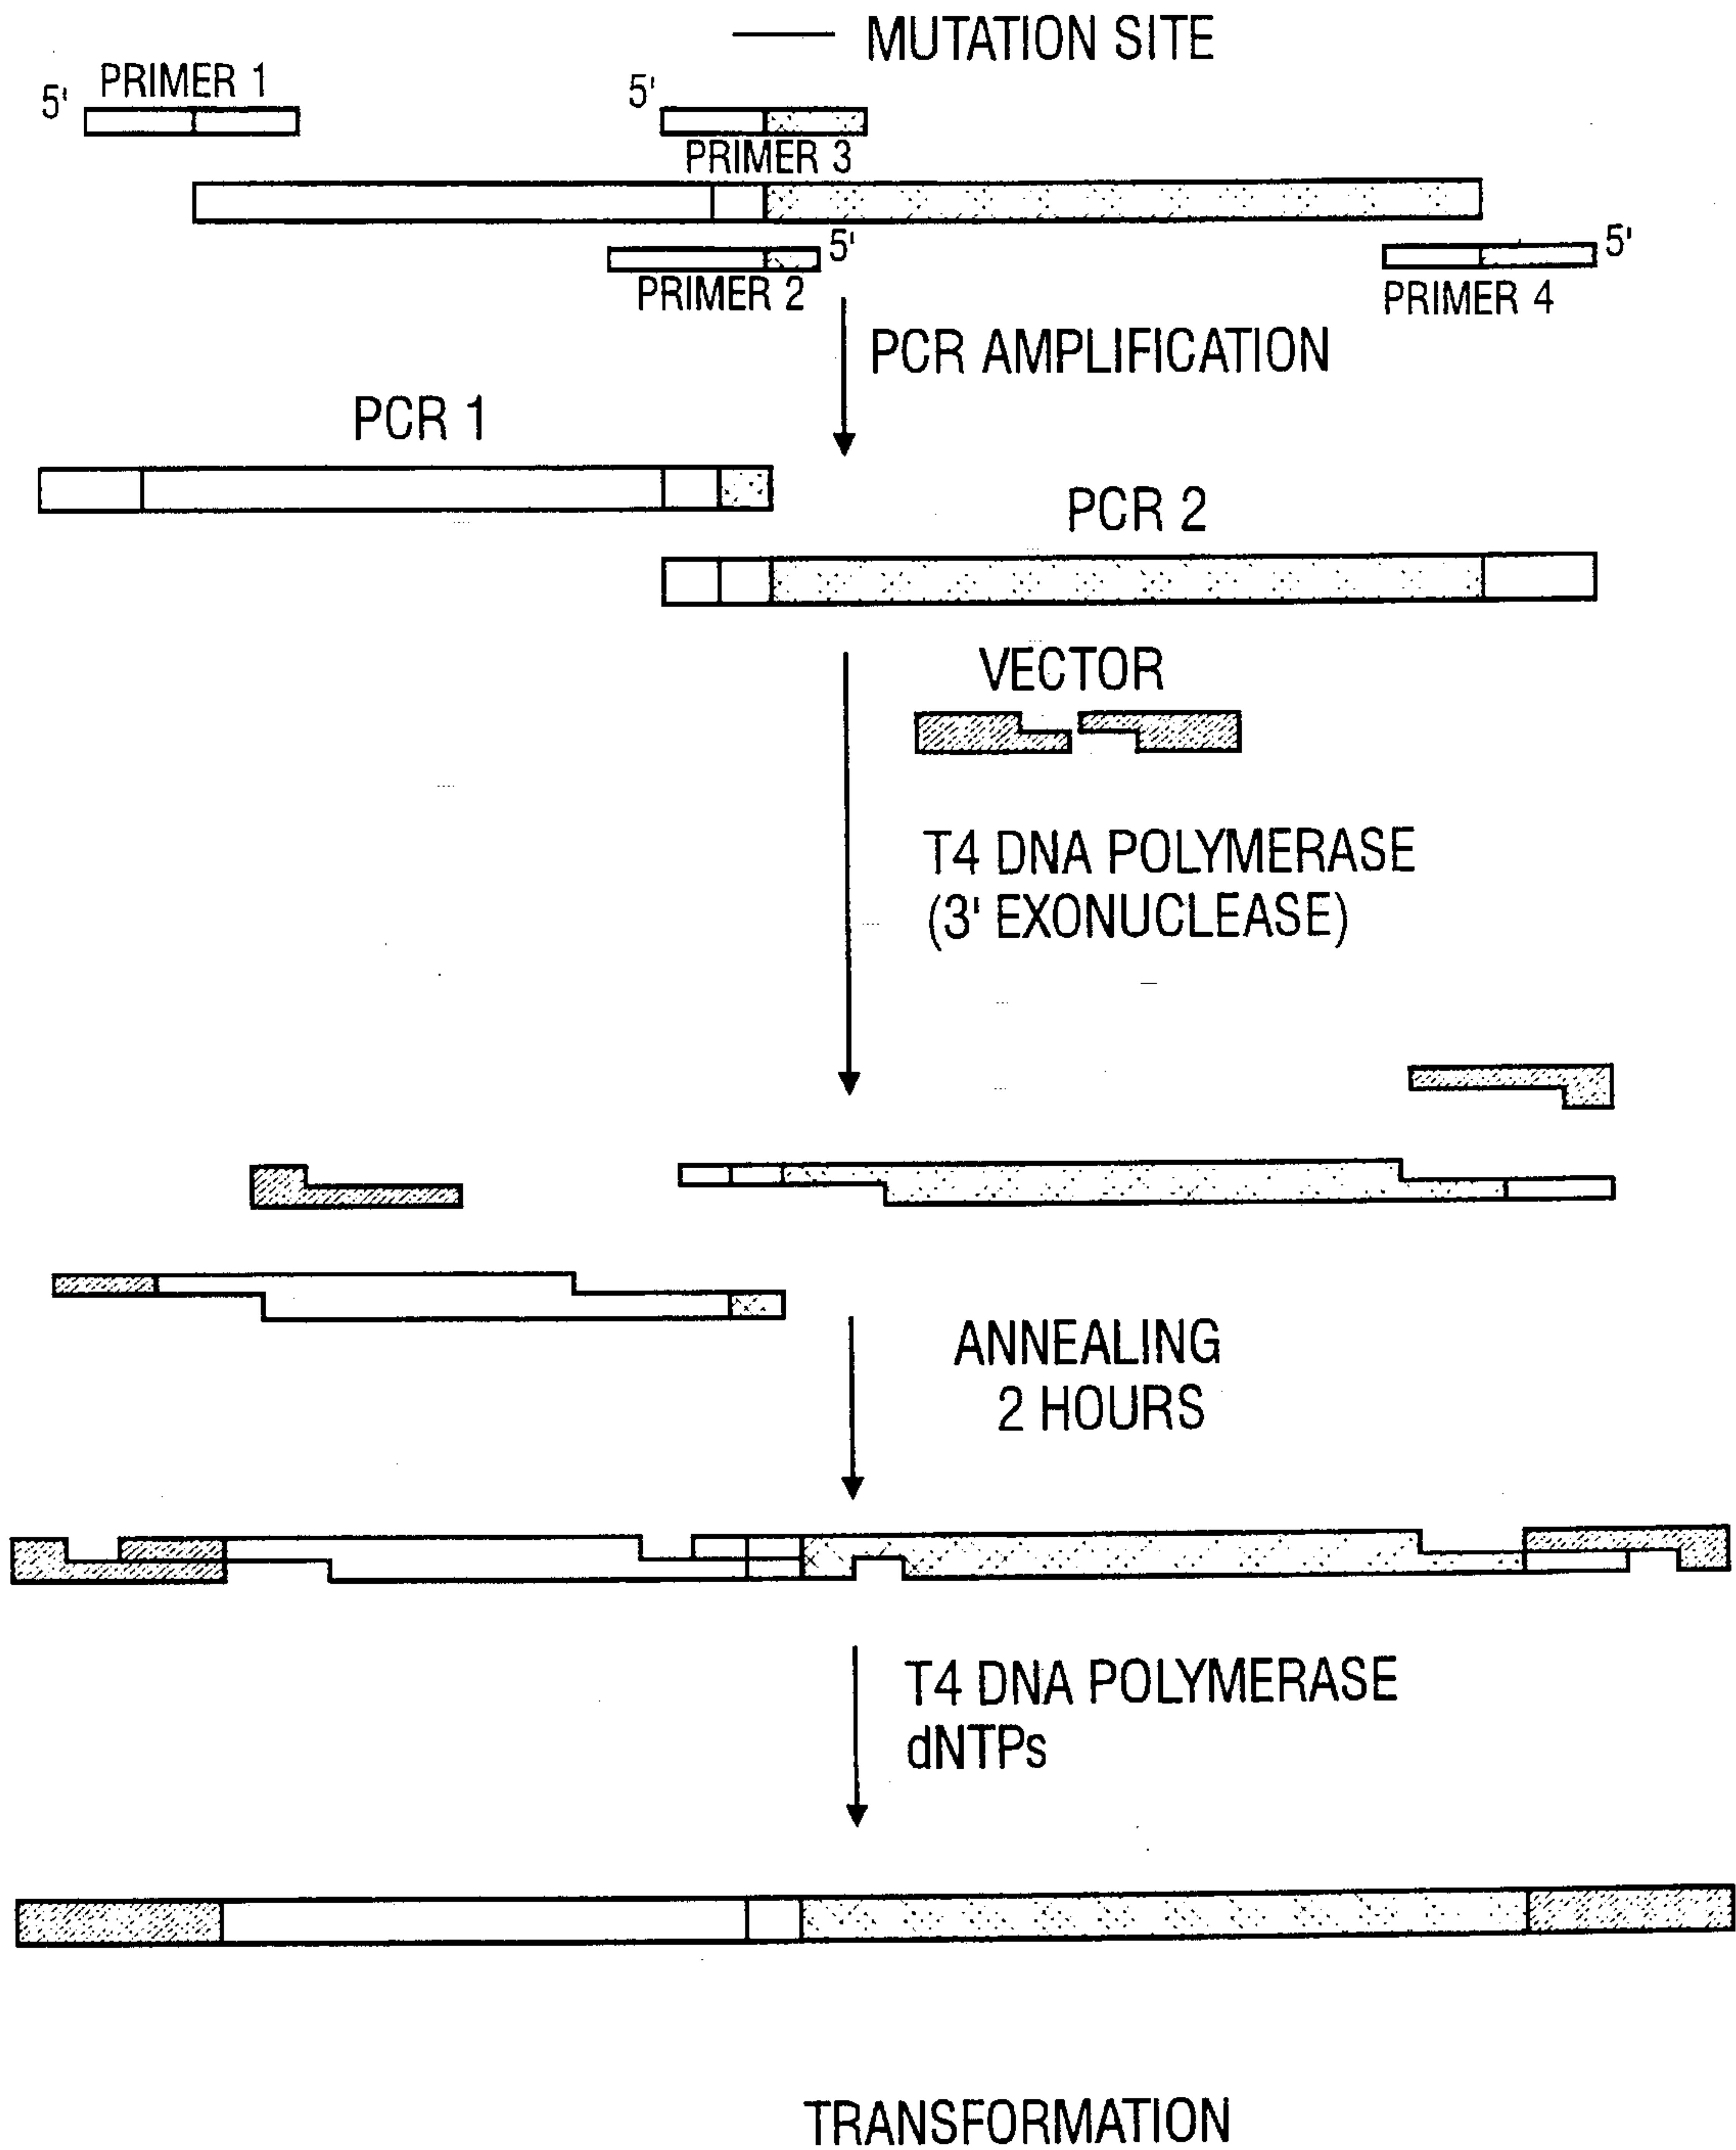 MUTATION SITE
PRIMER 1
5'
5'
PRIMER 3
5'
5'
PRIMER 2
PRIMER 4
PCR AMPLIFICATION
PCR 1
PCR 2
VECTOR
T4 DNA POLYMERASE
(3' EXONUCLEASE)
ANNEALING
2 HOURS
T4 DNA POLYMERASE
dNTPs
TRANSFORMATION